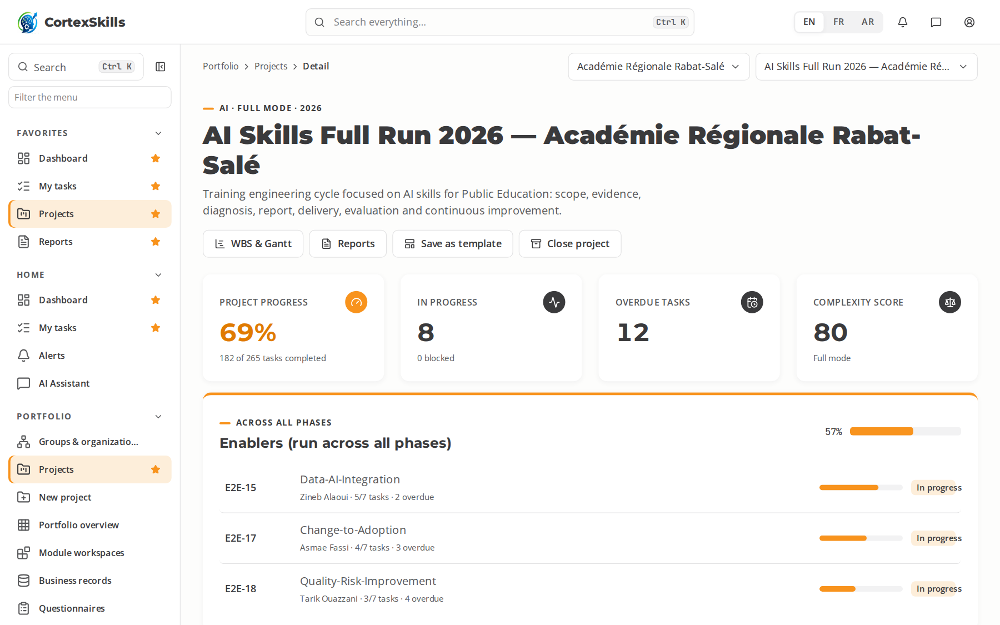 CortexSkills
Search everything...
Ctrl K
EN
FR
AR
Search
Ctrl K
Filter the menu
FAVORITES
Dashboard
My tasks
Projects
Reports
HOME
Dashboard
My tasks
Alerts
AI Assistant
PORTFOLIO
Groups & organizatio...
Projects
New project
Portfolio overview
Module workspaces
Business records
Questionnaires
Portfolio > Projects > Detail
Académie Régionale Rabat-Salé
AI Skills Full Run 2026 — Académie Ré...
AI · FULL MODE · 2026
AI Skills Full Run 2026 — Académie Régionale Rabat-
Salé
Training engineering cycle focused on AI skills for Public Education: scope, evidence,
diagnosis, report, delivery, evaluation and continuous improvement.
WBS & Gantt
Reports
Save as template
Close project
PROJECT PROGRESS
69%
182 of 265 tasks completed
IN PROGRESS
8
0 blocked
OVERDUE TASKS
12
COMPLEXITY SCORE
80
Full mode
ACROSS ALL PHASES
Enablers (run across all phases)
57%
E2E-15
Data-AI-Integration
Zineb Alaoui · 5/7 tasks · 2 overdue
In progress
E2E-17
Change-to-Adoption
Asmae Fassi · 4/7 tasks · 3 overdue
In progress
E2E-18
Quality-Risk-Improvement
Tarik Ouazzani · 3/7 tasks · 4 overdue
In progress